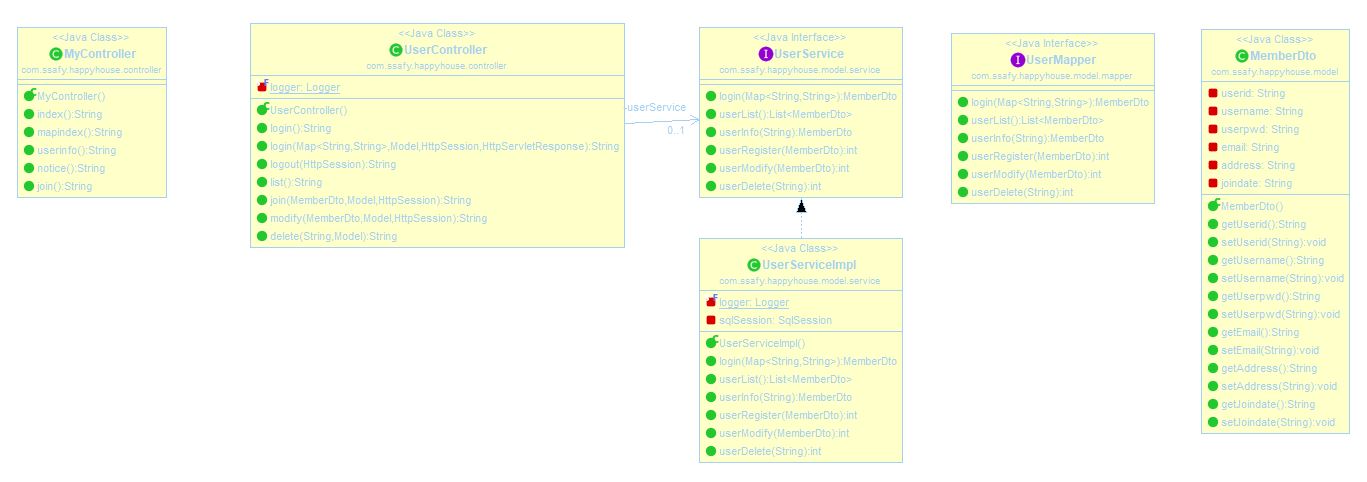 <<Java Class>>
MyController
com.ssafy.happyhouse.controller
MyController()
index():String
mapindex():String
userinfo():String
notice():String
join():String
<<Java Class>>
UserController
com.ssafy.happyhouse.controller
logger: Logger
UserController()
login():String
login(Map<String,String>,Model,HttpSession,HttpServletResponse):String
logout(HttpSession):String
list():String
join(MemberDto,Model,HttpSession):String
modify(MemberDto,Model,HttpSession):String
delete(String,Model):String
-userService
0..1
<<Java Interface>>
UserService
com.ssafy.happyhouse.model.service
login(Map<String,String>):MemberDto
userList():List<MemberDto>
userInfo(String):MemberDto
userRegister(MemberDto):int
userModify(MemberDto):int
userDelete(String):int
<<Java Class>>
UserServiceImpl
com.ssafy.happyhouse.model.service
logger: Logger
sqlSession: SqlSession
UserServiceImpl()
login(Map<String,String>):MemberDto
userList():List<MemberDto>
userInfo(String):MemberDto
userRegister(MemberDto):int
userModify(MemberDto):int
userDelete(String):int
<<Java Interface>>
UserMapper
com.ssafy.happyhouse.model.mapper
login(Map<String,String>):MemberDto
userList():List<MemberDto>
userInfo(String):MemberDto
userRegister(MemberDto):int
userModify(MemberDto):int
userDelete(String):int
<<Java Class>>
MemberDto
com.ssafy.happyhouse.model
userid: String
username: String
userpwd: String
email: String
address: String
joindate: String
MemberDto()
getUserid():String
setUserid(String):void
getUsername():String
setUsername(String):void
getUserpwd():String
setUserpwd(String):void
getEmail():String
setEmail(String):void
getAddress():String
setAddress(String):void
getJoindate():String
setJoindate(String):void